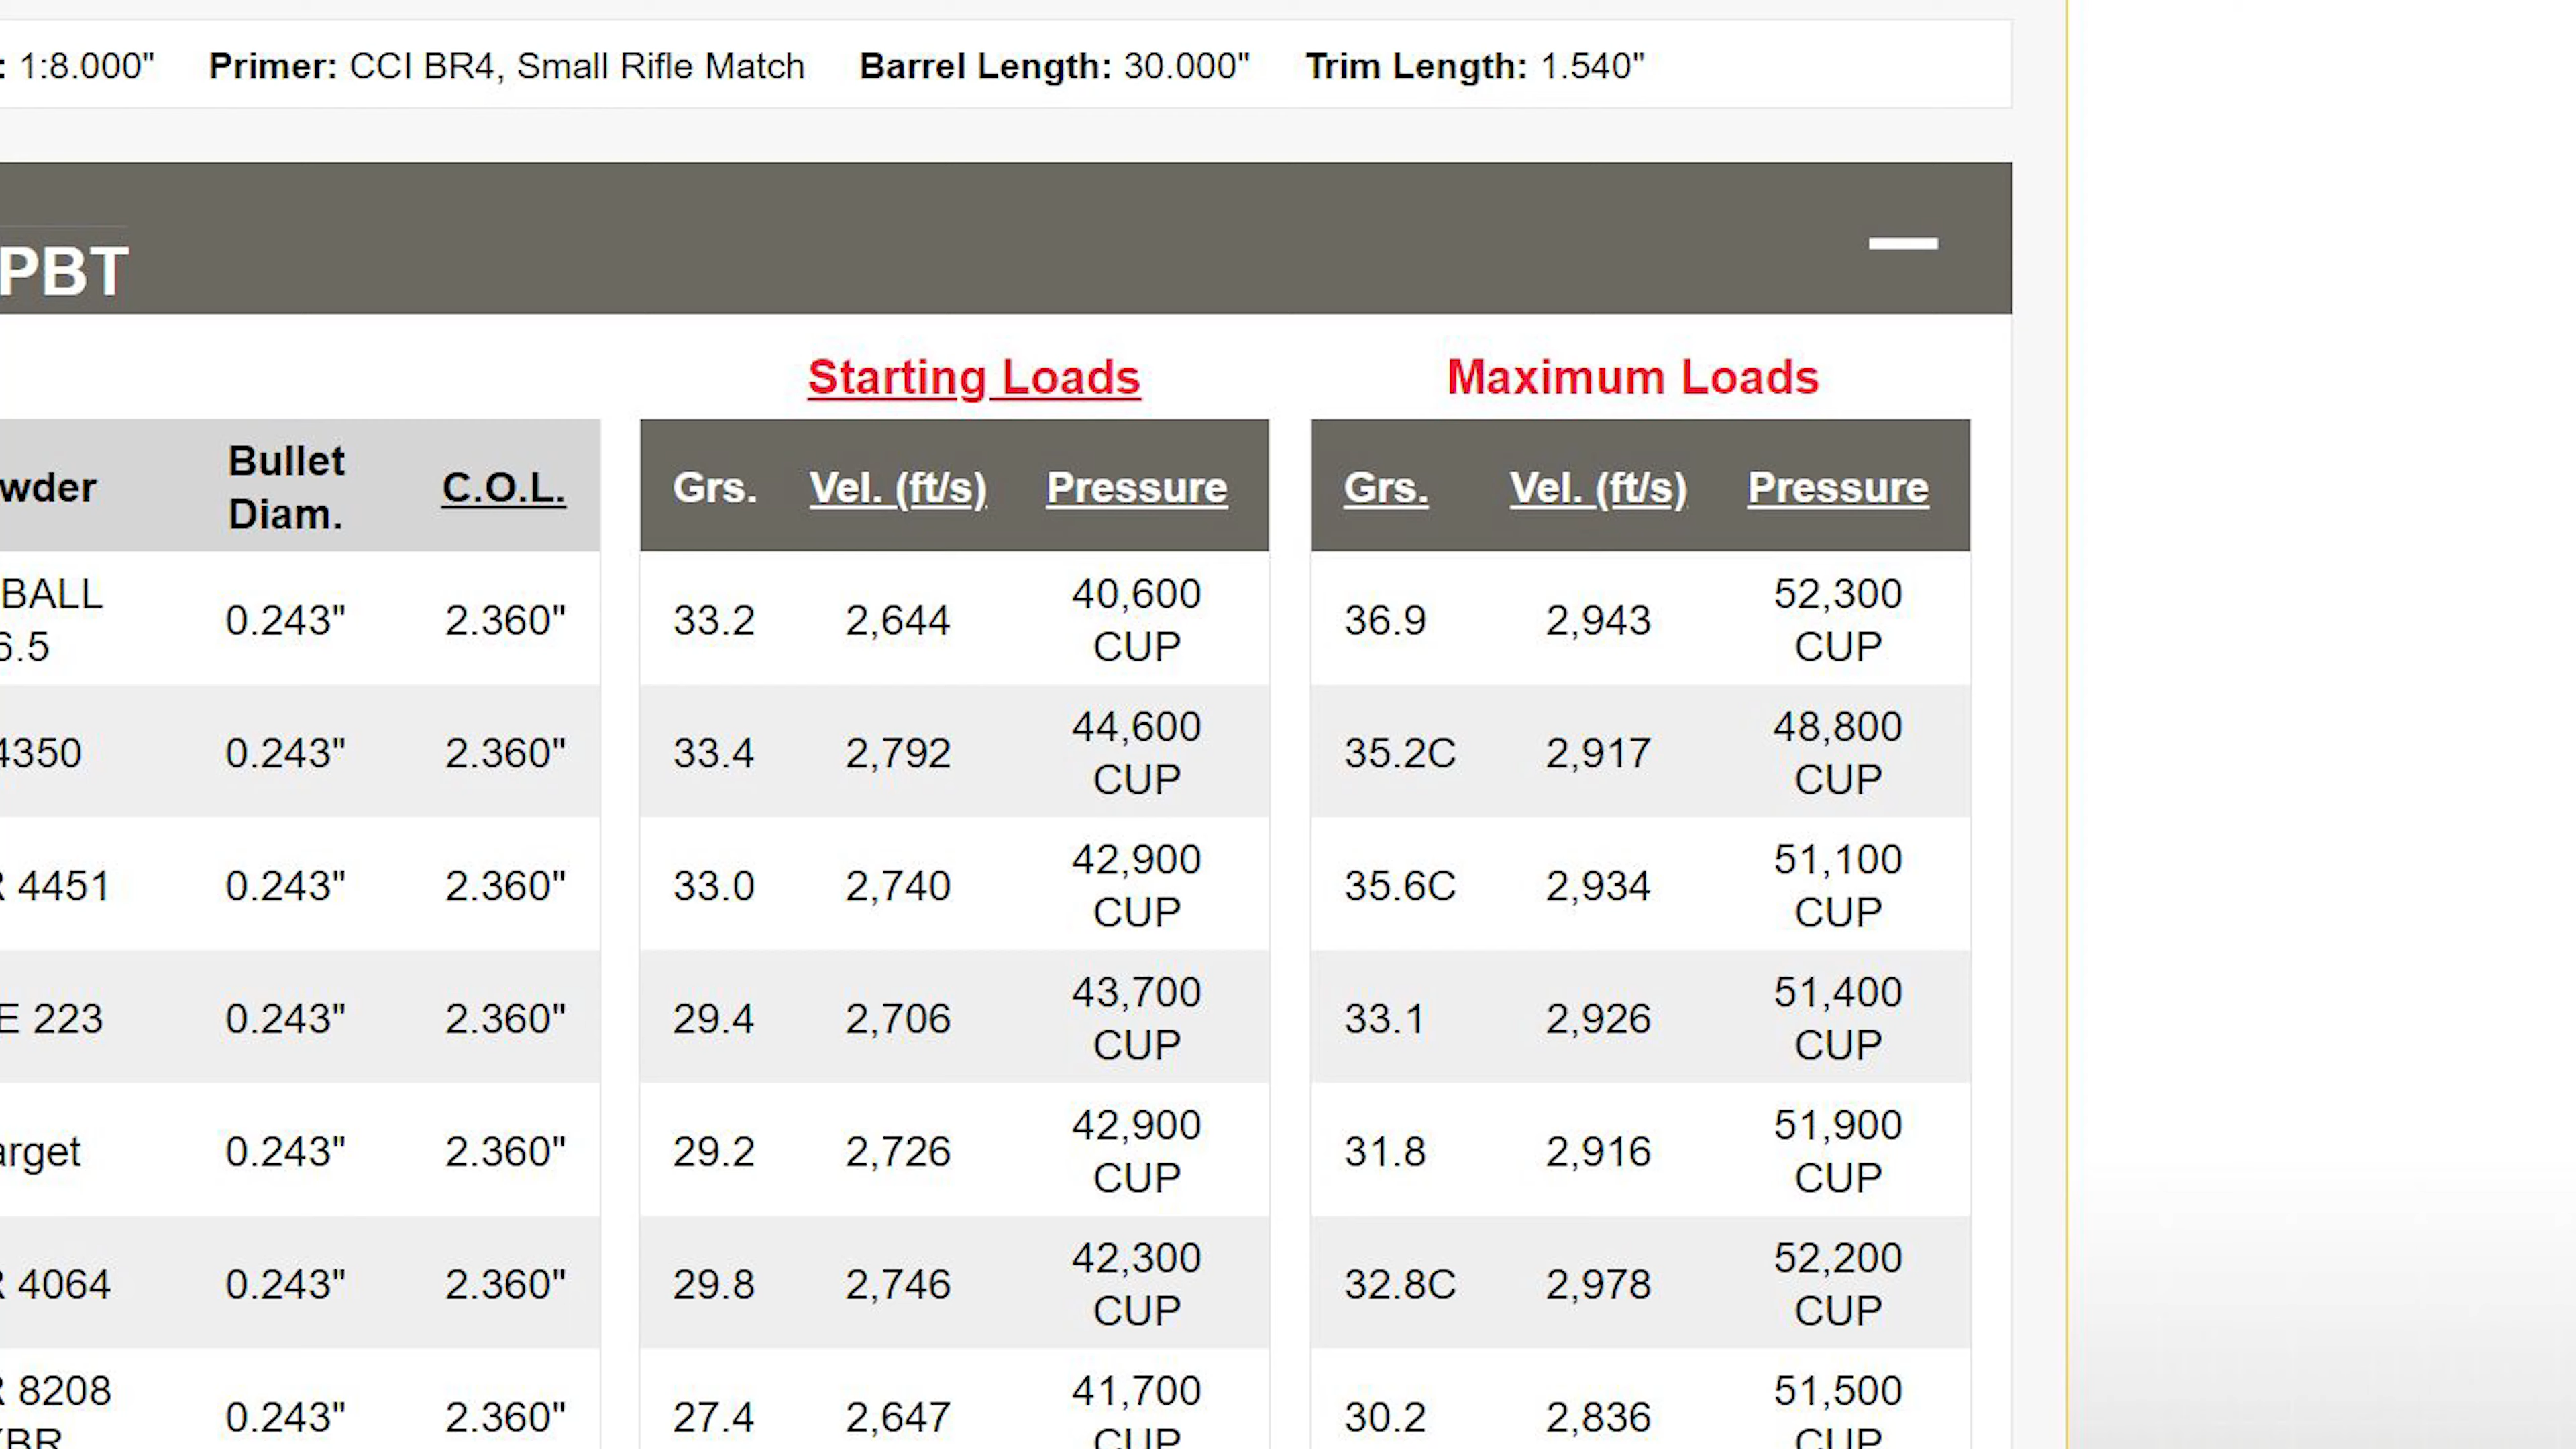 : 1:8.000" Primer: CCI BR4, Small Rifle Match Barrel Length: 30.000" Trim Length: 1.540"
PBT
Starting Loads Maximum Loads
wder Bullet Diam. C.O.L. Grs. Vel. (ft/s) Pressure Grs. Vel. (ft/s) Pressure
BALL 6.5 0.243" 2.360" 33.2 2,644 40,600 CUP 36.9 2,943 52,300 CUP
4350 0.243" 2.360" 33.4 2,792 44,600 CUP 35.2C 2,917 48,800 CUP
R 4451 0.243" 2.360" 33.0 2,740 42,900 CUP 35.6C 2,934 51,100 CUP
E 223 0.243" 2.360" 29.4 2,706 43,700 CUP 33.1 2,926 51,400 CUP
arget 0.243" 2.360" 29.2 2,726 42,900 CUP 31.8 2,916 51,900 CUP
R 4064 0.243" 2.360" 29.8 2,746 42,300 CUP 32.8C 2,978 52,200 CUP
R 8208 XBR 0.243" 2.360" 27.4 2,647 41,700 CUP 30.2 2,836 51,500 CUP